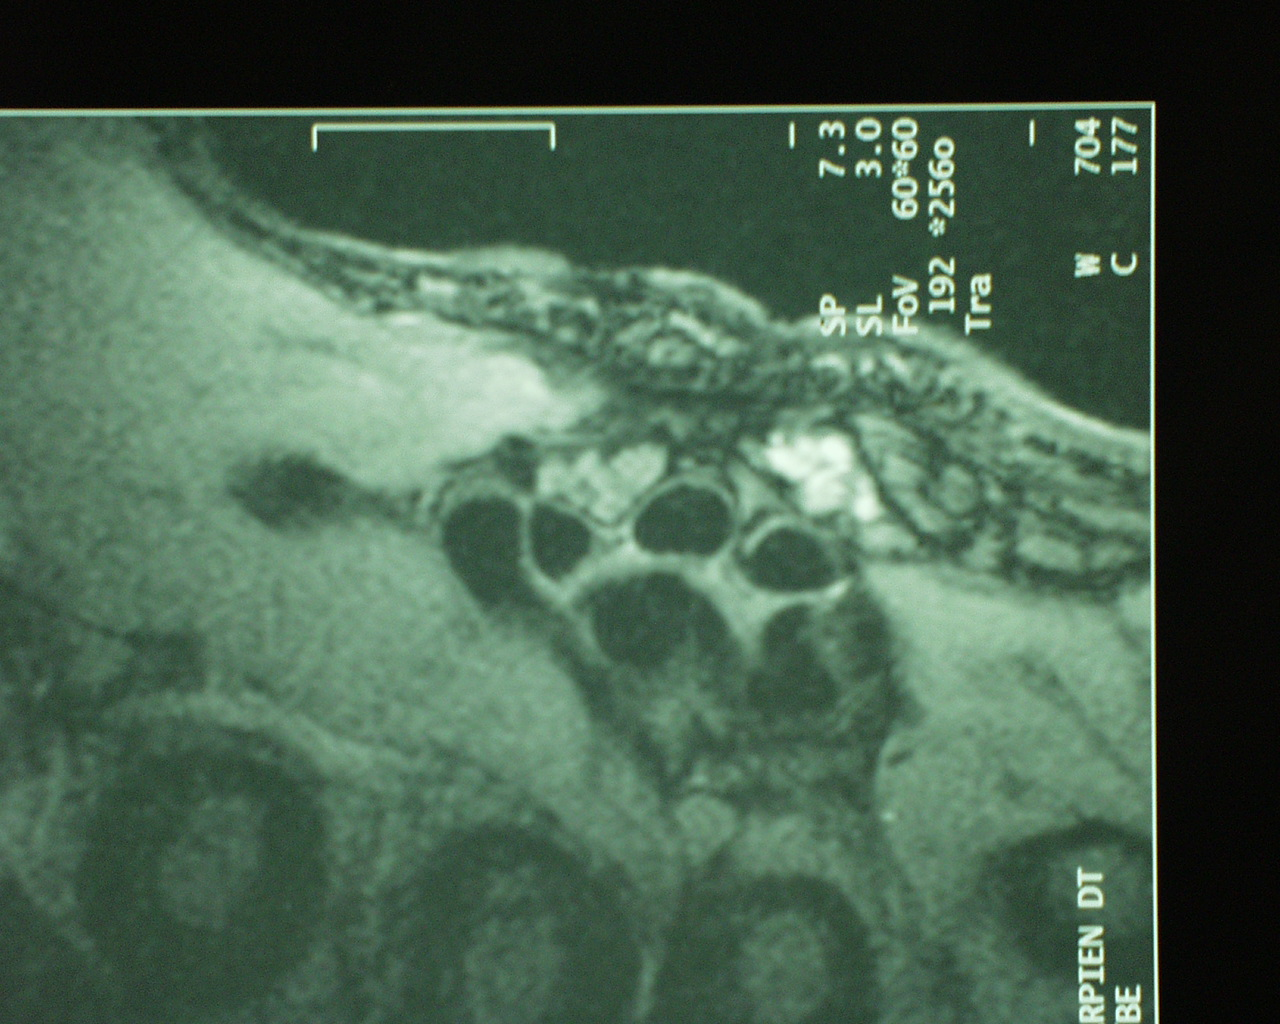 SP 7.3
SL 3.0
FoV 60*60
192 *256o
Tra
W 704
C 177
RPIEN DT
BE